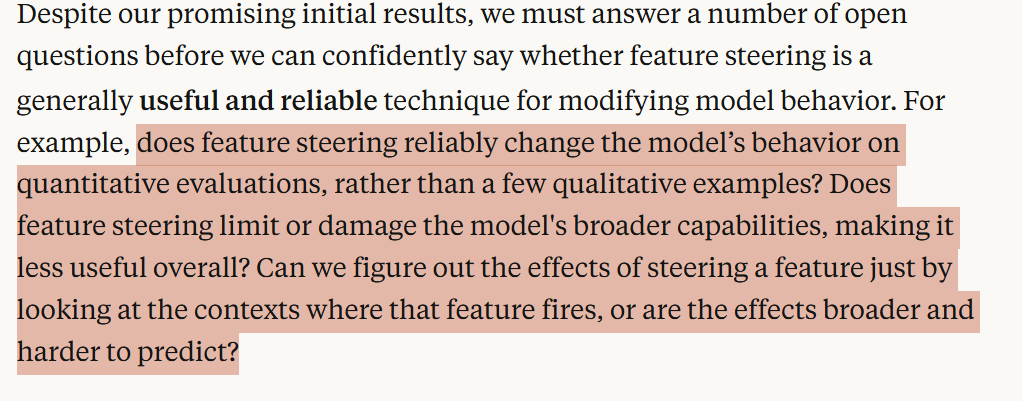 Despite our promising initial results, we must answer a number of open
questions before we can confidently say whether feature steering is a
generally useful and reliable technique for modifying model behavior. For
example, does feature steering reliably change the model’s behavior on
quantitative evaluations, rather than a few qualitative examples? Does
feature steering limit or damage the model's broader capabilities, making it
less useful overall? Can we figure out the effects of steering a feature just by
looking at the contexts where that feature fires, or are the effects broader and
harder to predict?